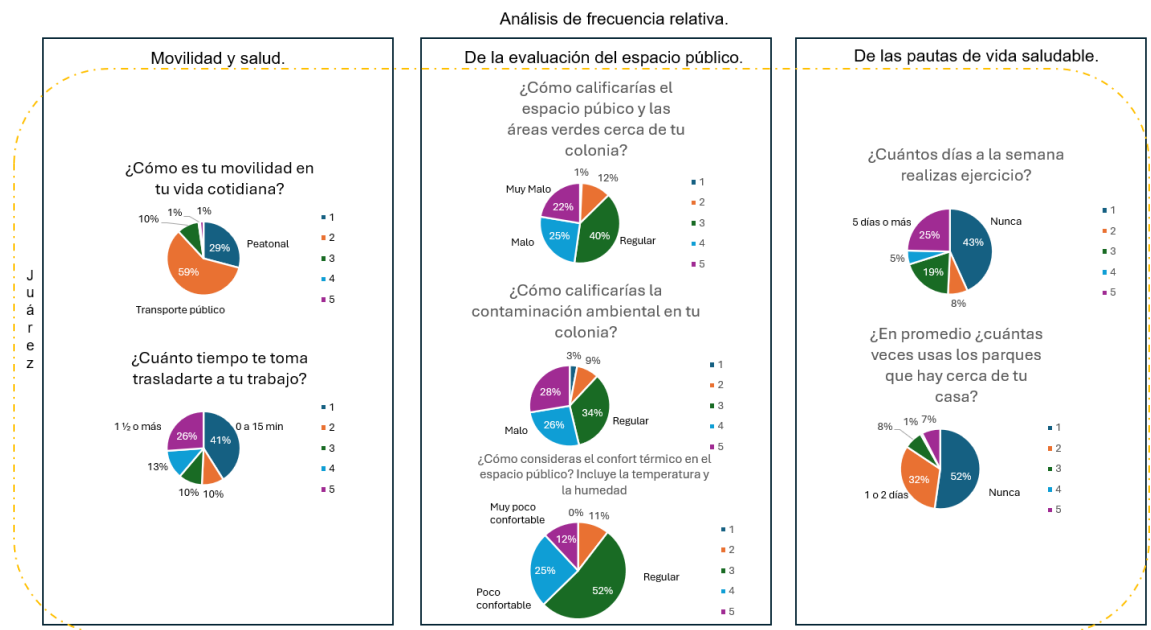 Análisis de frecuencia relativa.
Juárez
Movilidad y salud.
¿Cómo es tu movilidad en
tu vida cotidiana?
10%
1%
1%
29%
Peatonal
59%
Transporte público
1
2
3
4
5
¿Cuánto tiempo te toma
trasladarte a tu trabajo?
1 ½ o más
0 a 15 min
26%
41%
13%
10%
10%
1
2
3
4
5
De la evaluación del espacio público.
¿Cómo calificarías el
espacio púbico y las
áreas verdes cerca de tu
colonia?
1%
12%
Muy Malo
22%
Malo
25%
40%
Regular
1
2
3
4
5
¿Cómo calificarías la
contaminación ambiental en tu
colonia?
3%
9%
28%
34%
Regular
Malo
26%
1
2
3
4
5
¿Cómo consideras el confort térmico en el
espacio público? Incluye la temperatura y
la humedad
Muy poco
confortable
0%
11%
12%
25%
Regular
52%
Poco
confortable
1
2
3
4
5
De las pautas de vida saludable.
¿Cuántos días a la semana
realizas ejercicio?
5 días o más
Nunca
25%
43%
5%
19%
8%
1
2
3
4
5
¿En promedio ¿cuántas
veces usas los parques
que hay cerca de tu
casa?
8%
1%
7%
32%
52%
1 o 2 días
Nunca
1
2
3
4
5